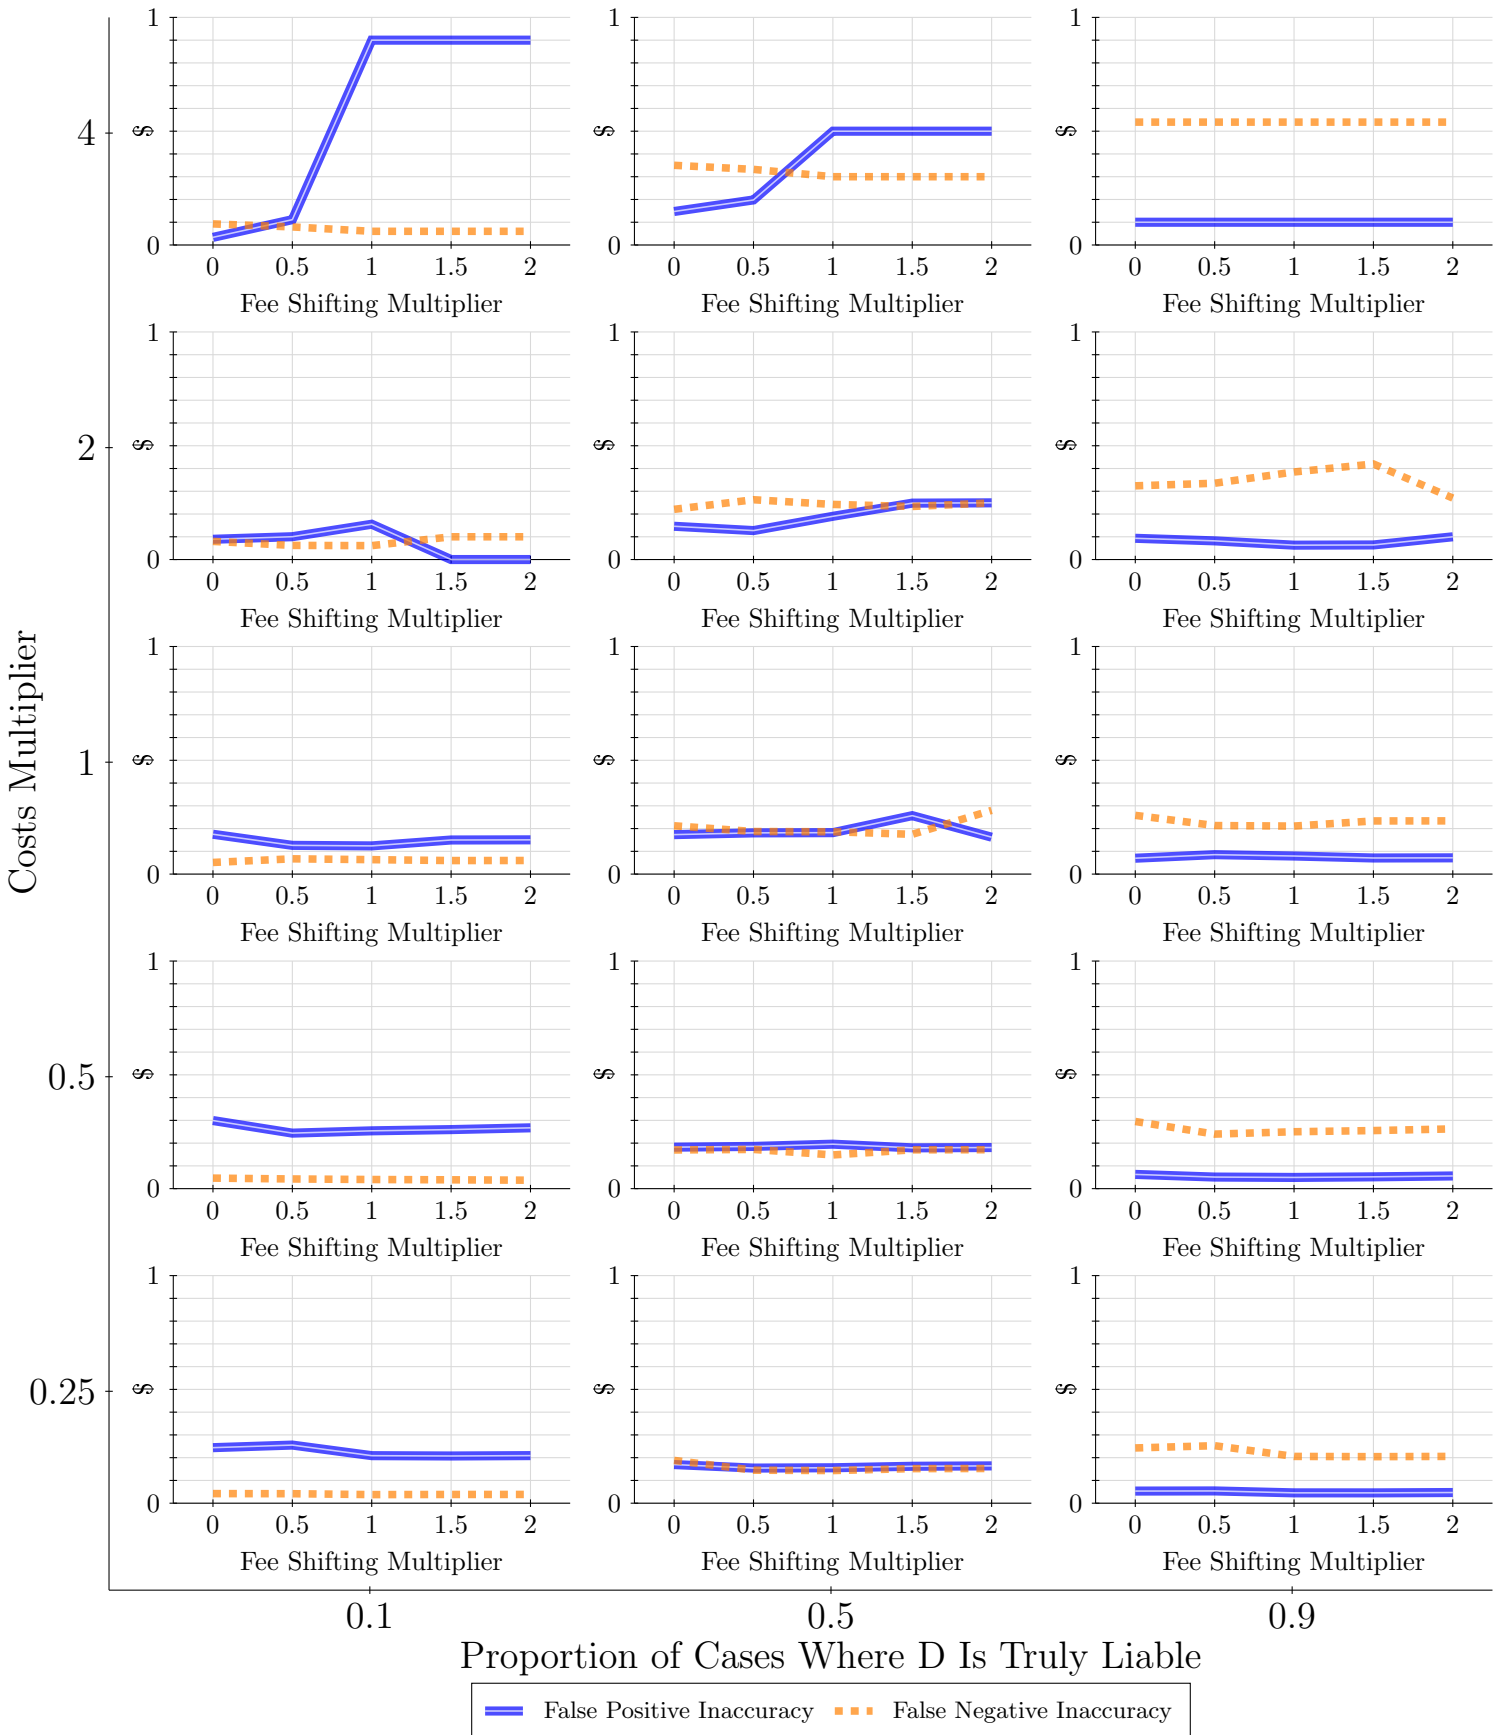 Costs Multiplier
4
1
$
0
0 0.5 1 1.5 2
Fee Shifting Multiplier
1
$
0
0 0.5 1 1.5 2
Fee Shifting Multiplier
1
$
0
0 0.5 1 1.5 2
Fee Shifting Multiplier
2
1
$
0
0 0.5 1 1.5 2
Fee Shifting Multiplier
1
$
0
0 0.5 1 1.5 2
Fee Shifting Multiplier
1
$
0
0 0.5 1 1.5 2
Fee Shifting Multiplier
1
1
$
0
0 0.5 1 1.5 2
Fee Shifting Multiplier
1
$
0
0 0.5 1 1.5 2
Fee Shifting Multiplier
1
$
0
0 0.5 1 1.5 2
Fee Shifting Multiplier
0.5
1
$
0
0 0.5 1 1.5 2
Fee Shifting Multiplier
1
$
0
0 0.5 1 1.5 2
Fee Shifting Multiplier
1
$
0
0 0.5 1 1.5 2
Fee Shifting Multiplier
0.25
1
$
0
0 0.5 1 1.5 2
Fee Shifting Multiplier
1
$
0
0 0.5 1 1.5 2
Fee Shifting Multiplier
1
$
0
0 0.5 1 1.5 2
Fee Shifting Multiplier
0.1 0.5 0.9
Proportion of Cases Where D Is Truly Liable
False Positive Inaccuracy False Negative Inaccuracy